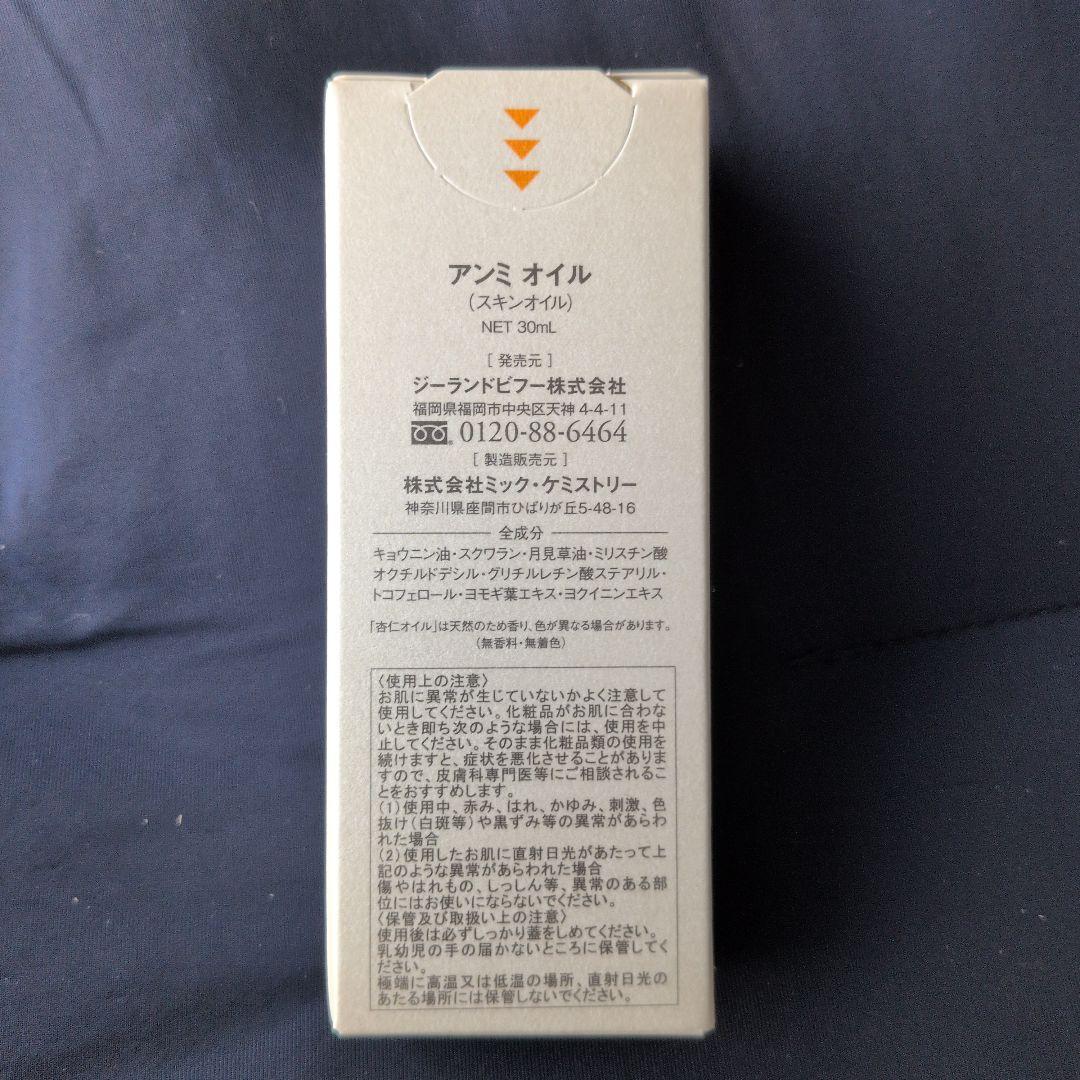 アンミ オイル
(スキンオイル)
NET 30mL
[ 発売元 ]
ジーランドビフー株式会社
福岡県福岡市中央区天神 4-4-11
0120-88-6464
[ 製造販売元 ]
株式会社ミック・ケミストリー
神奈川県座間市ひばりが丘5-48-16
全成分
キョウニン油・スクワラン・月見草油・ミリスチン酸
オクチルドデシル・グリチルレチン酸ステアリル・
トコフェロール・ヨモギ葉エキス・ヨクイニンエキス
「杏仁オイル」は天然のため香り、色が異なる場合があります。
(無香料・無着色)
〈使用上の注意〉
お肌に異常が生じていないかよく注意して
使用してください。化粧品がお肌に合わな
いとき即ち次のような場合には、使用を中
止してください。そのまま化粧品類の使用を
続けますと、症状を悪化させることがありま
すので、皮膚科専門医等にご相談されるこ
とをおすすめします。
(1)使用中、赤み、はれ、かゆみ、刺激、色
抜け(白斑等)や黒ずみ等の異常があらわ
れた場合
(2)使用したお肌に直射日光があたって上
記のような異常があらわれた場合
傷やはれもの、しっしん等、異常のある部
位にはお使いにならないでください。
〈保管及び取扱い上の注意〉
使用後は必ずしっかり蓋をしめてください。
乳幼児の手の届かないところに保管してく
ださい。
極端に高温又は低温の場所、直射日光の
あたる場所には保管しないでください。